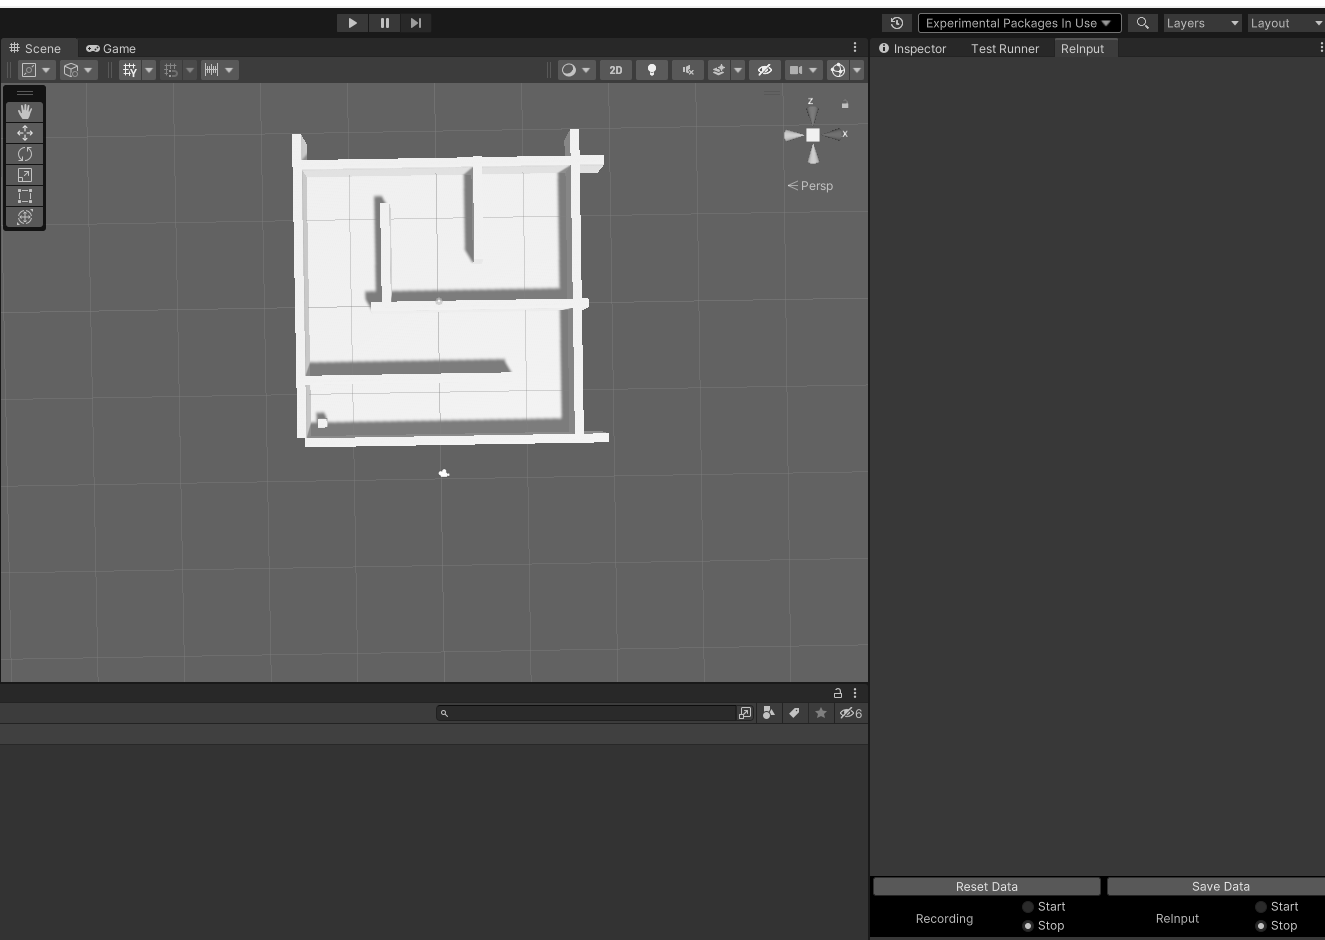 Experimental Packages In Use
Layers
Layout
Scene
Game
Inspector
Test Runner
ReInput
2D
Z
X
Persp
6
Reset Data
Save Data
Recording
Start
Stop
ReInput
Start
Stop